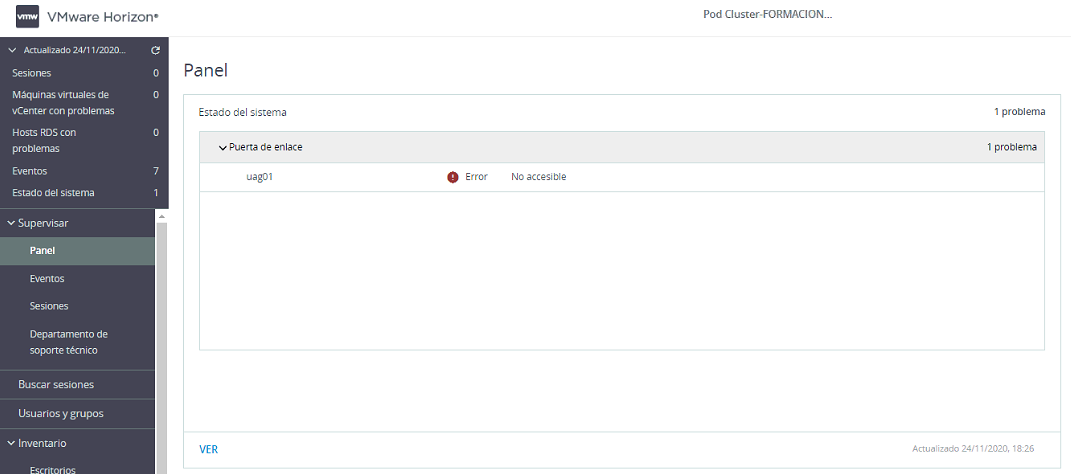 vmw VMware Horizon®
Pod Cluster-FORMACION...
Actualizado 24/11/2020...
Sesiones 0
Máquinas virtuales de 0
vCenter con problemas
Hosts RDS con 0
problemas
Eventos 7
Estado del sistema 1
Supervisar
Panel
Eventos
Sesiones
Departamento de
soporte técnico
Buscar sesiones
Usuarios y grupos
Inventario
Escritorios
Panel
Estado del sistema 1 problema
Puerta de enlace 1 problema
uag01 Error No accesible
VER Actualizado 24/11/2020, 18:26